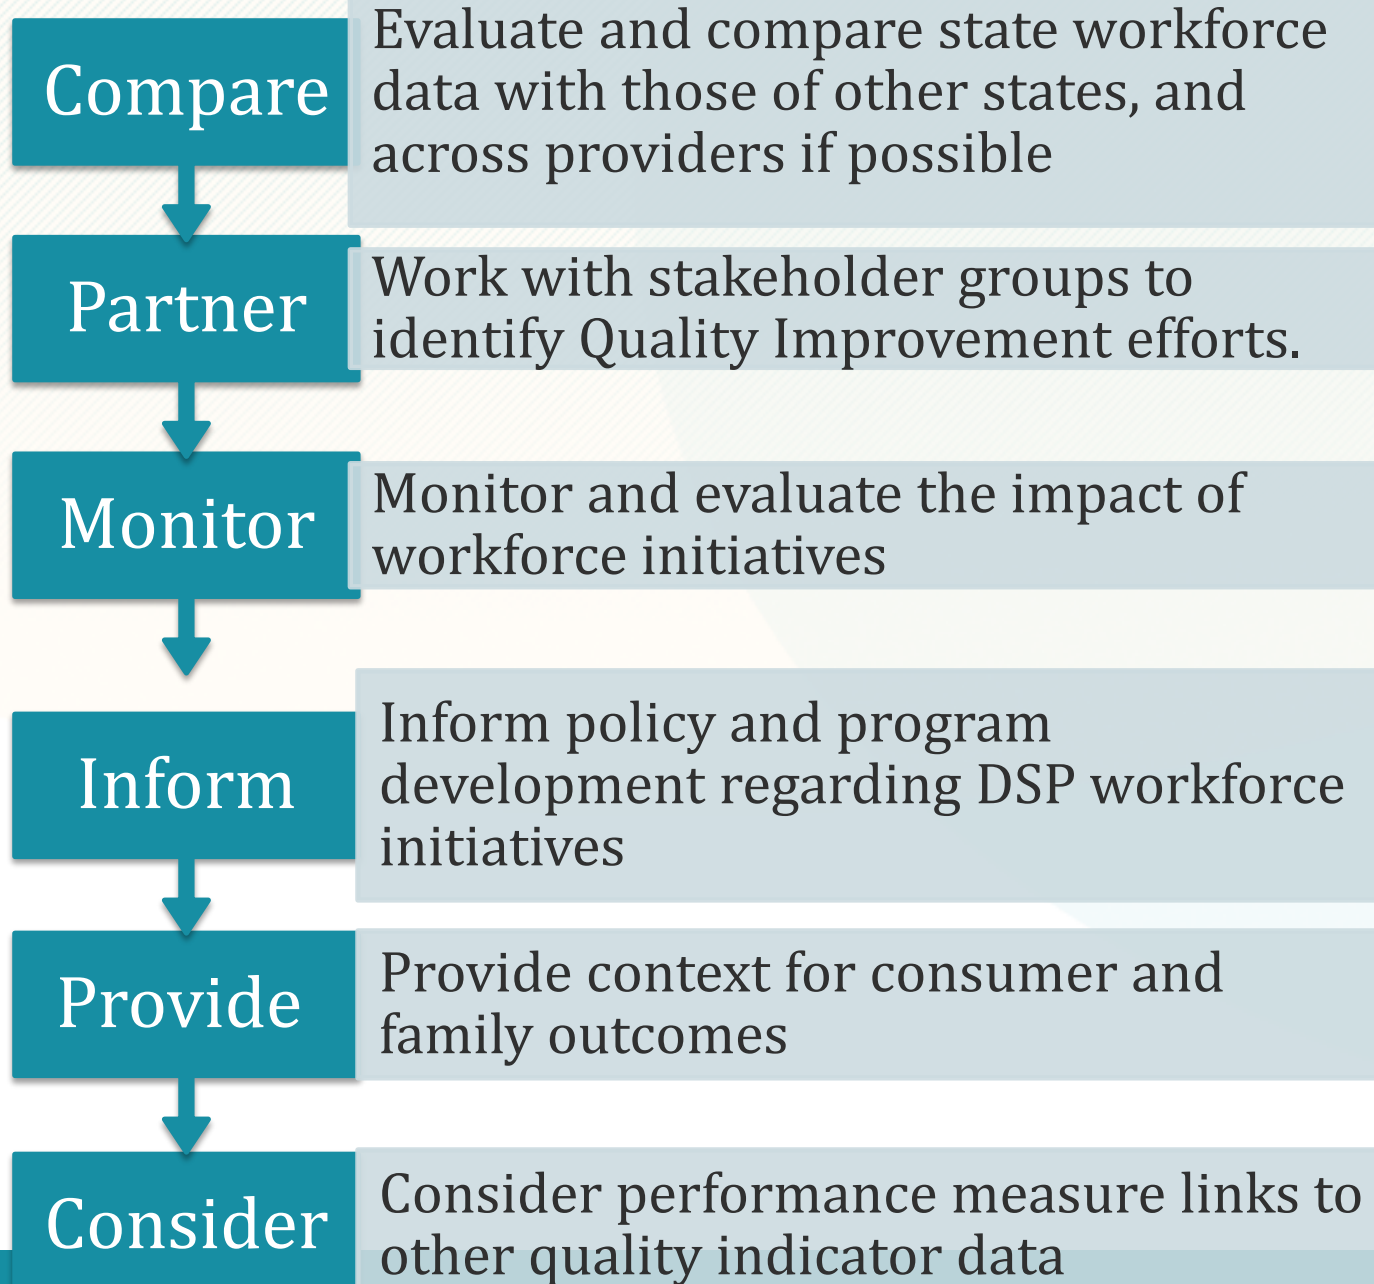 Compare
Evaluate and compare state workforce
data with those of other states, and
across providers if possible
Partner
Work with stakeholder groups to
identify Quality Improvement efforts.
Monitor
Monitor and evaluate the impact of
workforce initiatives
Inform
Inform policy and program
development regarding DSP workforce
initiatives
Provide
Provide context for consumer and
family outcomes
Consider
Consider performance measure links to
other quality indicator data